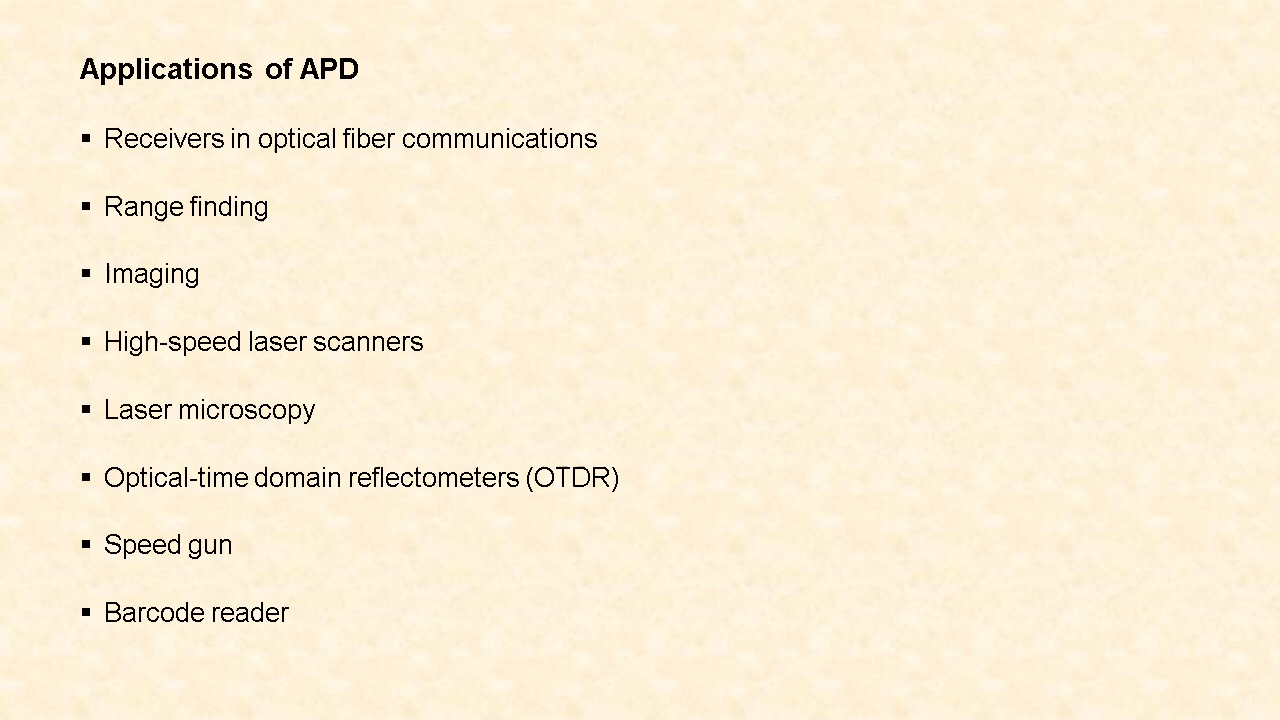 Applications of APD
▪ Receivers in optical fiber communications
▪ Range finding
▪ Imaging
▪ High-speed laser scanners
▪ Laser microscopy
▪ Optical-time domain reflectometers (OTDR)
▪ Speed gun
▪ Barcode reader